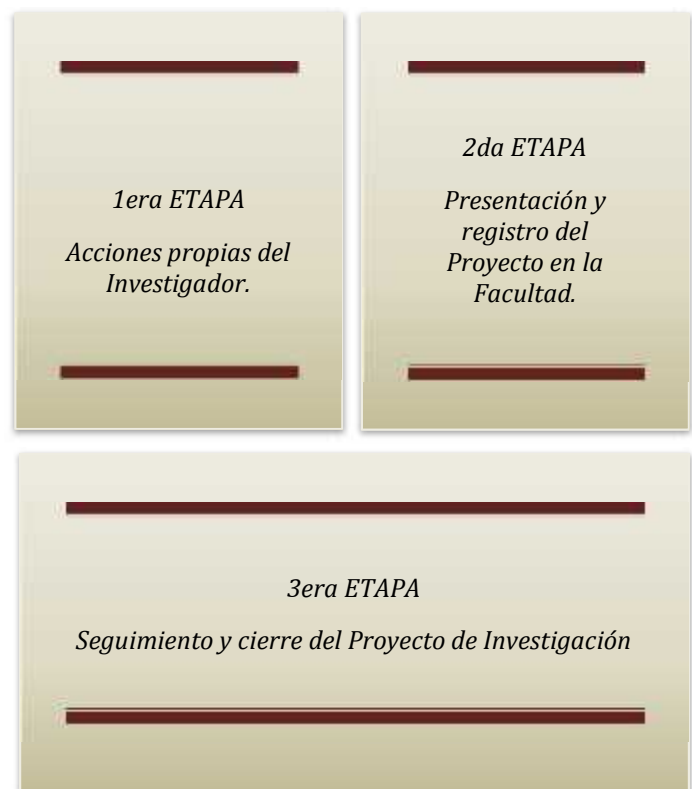 1era ETAPA
Acciones propias del
Investigador.
2da ETAPA
Presentación y
registro del
Proyecto en la
Facultad.
3era ETAPA
Seguimiento y cierre del Proyecto de Investigación